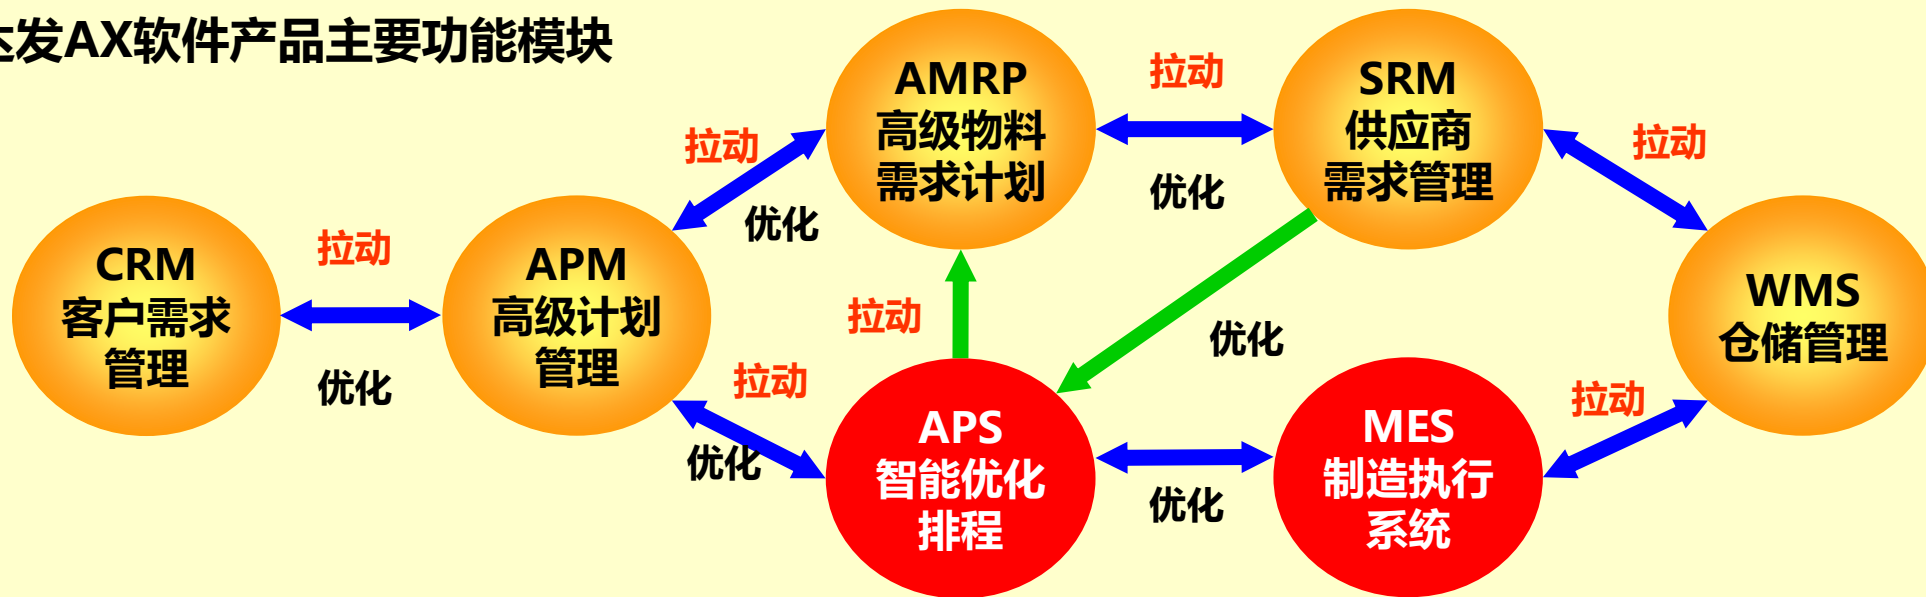 发AX软件产品主要功能模块
CRM
客户需求
管理
拉动
优化
APM
高级计划
管理
拉动
优化
拉动
优化
AMRP
高级物料
需求计划
拉动
优化
SRM
供应商
需求管理
拉动
优化
APS
智能优化
排程
优化
MES
制造执行
系统
拉动
拉动
WMS
仓储管理